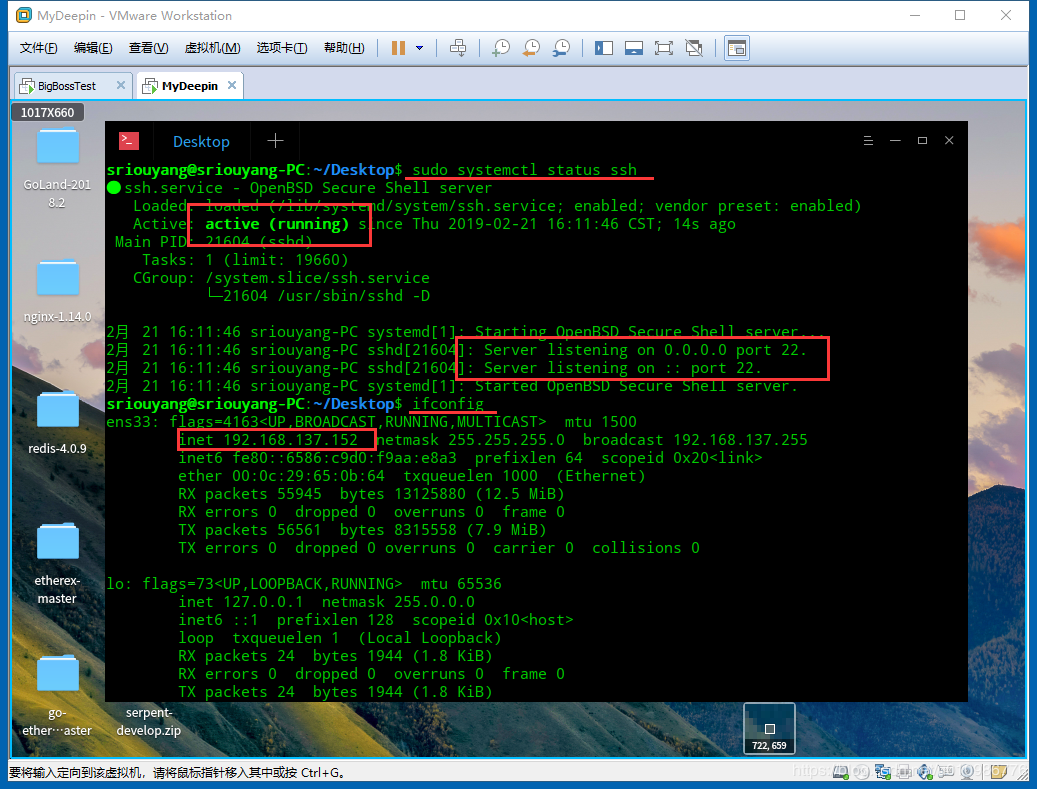 MyDeepin - VMware Workstation
文件(F) 编辑(E) 查看(V) 虚拟机(M) 选项卡(T) 帮助(H)
BigBossTest MyDeepin
1017X660
GoLand-201
8.2
nginx-1.14.0
redis-4.0.9
etherex-
master
go-
ether···aster
serpent-
develop.zip
Desktop
sriouyang@sriouyang-PC:~/Desktop$ sudo systemctl status ssh
ssh.service - OpenBSD Secure Shell server
Loaded: loaded (/lib/systemd/system/ssh.service; enabled; vendor preset: enabled)
Active: active (running) since Thu 2019-02-21 16:11:46 CST; 14s ago
Main PID: 21604 (sshd)
Tasks: 1 (limit: 19660)
CGroup: /system.slice/ssh.service
└─21604 /usr/sbin/sshd -D
2月 21 16:11:46 sriouyang-PC systemd[1]: Starting OpenBSD Secure Shell server...
2月 21 16:11:46 sriouyang-PC sshd[21604]: Server listening on 0.0.0.0 port 22.
2月 21 16:11:46 sriouyang-PC sshd[21604]: Server listening on :: port 22.
2月 21 16:11:46 sriouyang-PC systemd[1]: Started OpenBSD Secure Shell server.
sriouyang@sriouyang-PC:~/Desktop$ ifconfig
ens33: flags=4163<UP,BROADCAST,RUNNING,MULTICAST> mtu 1500
inet 192.168.137.152 netmask 255.255.255.0 broadcast 192.168.137.255
inet6 fe80::6586:c9d0:f9aa:e8a3 prefixlen 64 scopeid 0x20<link>
ether 00:0c:29:65:0b:64 txqueuelen 1000 (Ethernet)
RX packets 55945 bytes 13125880 (12.5 MiB)
RX errors 0 dropped 0 overruns 0 frame 0
TX packets 56561 bytes 8315558 (7.9 MiB)
TX errors 0 dropped 0 overruns 0 carrier 0 collisions 0
lo: flags=73<UP,LOOPBACK,RUNNING> mtu 65536
inet 127.0.0.1 netmask 255.0.0.0
inet6 ::1 prefixlen 128 scopeid 0x10<host>
loop txqueuelen 1 (Local Loopback)
RX packets 24 bytes 1944 (1.8 KiB)
RX errors 0 dropped 0 overruns 0 frame 0
TX packets 24 bytes 1944 (1.8 KiB)
722, 659
要将输入定向到该虚拟机，请将鼠标指针移入其中或按 Ctrl+G。